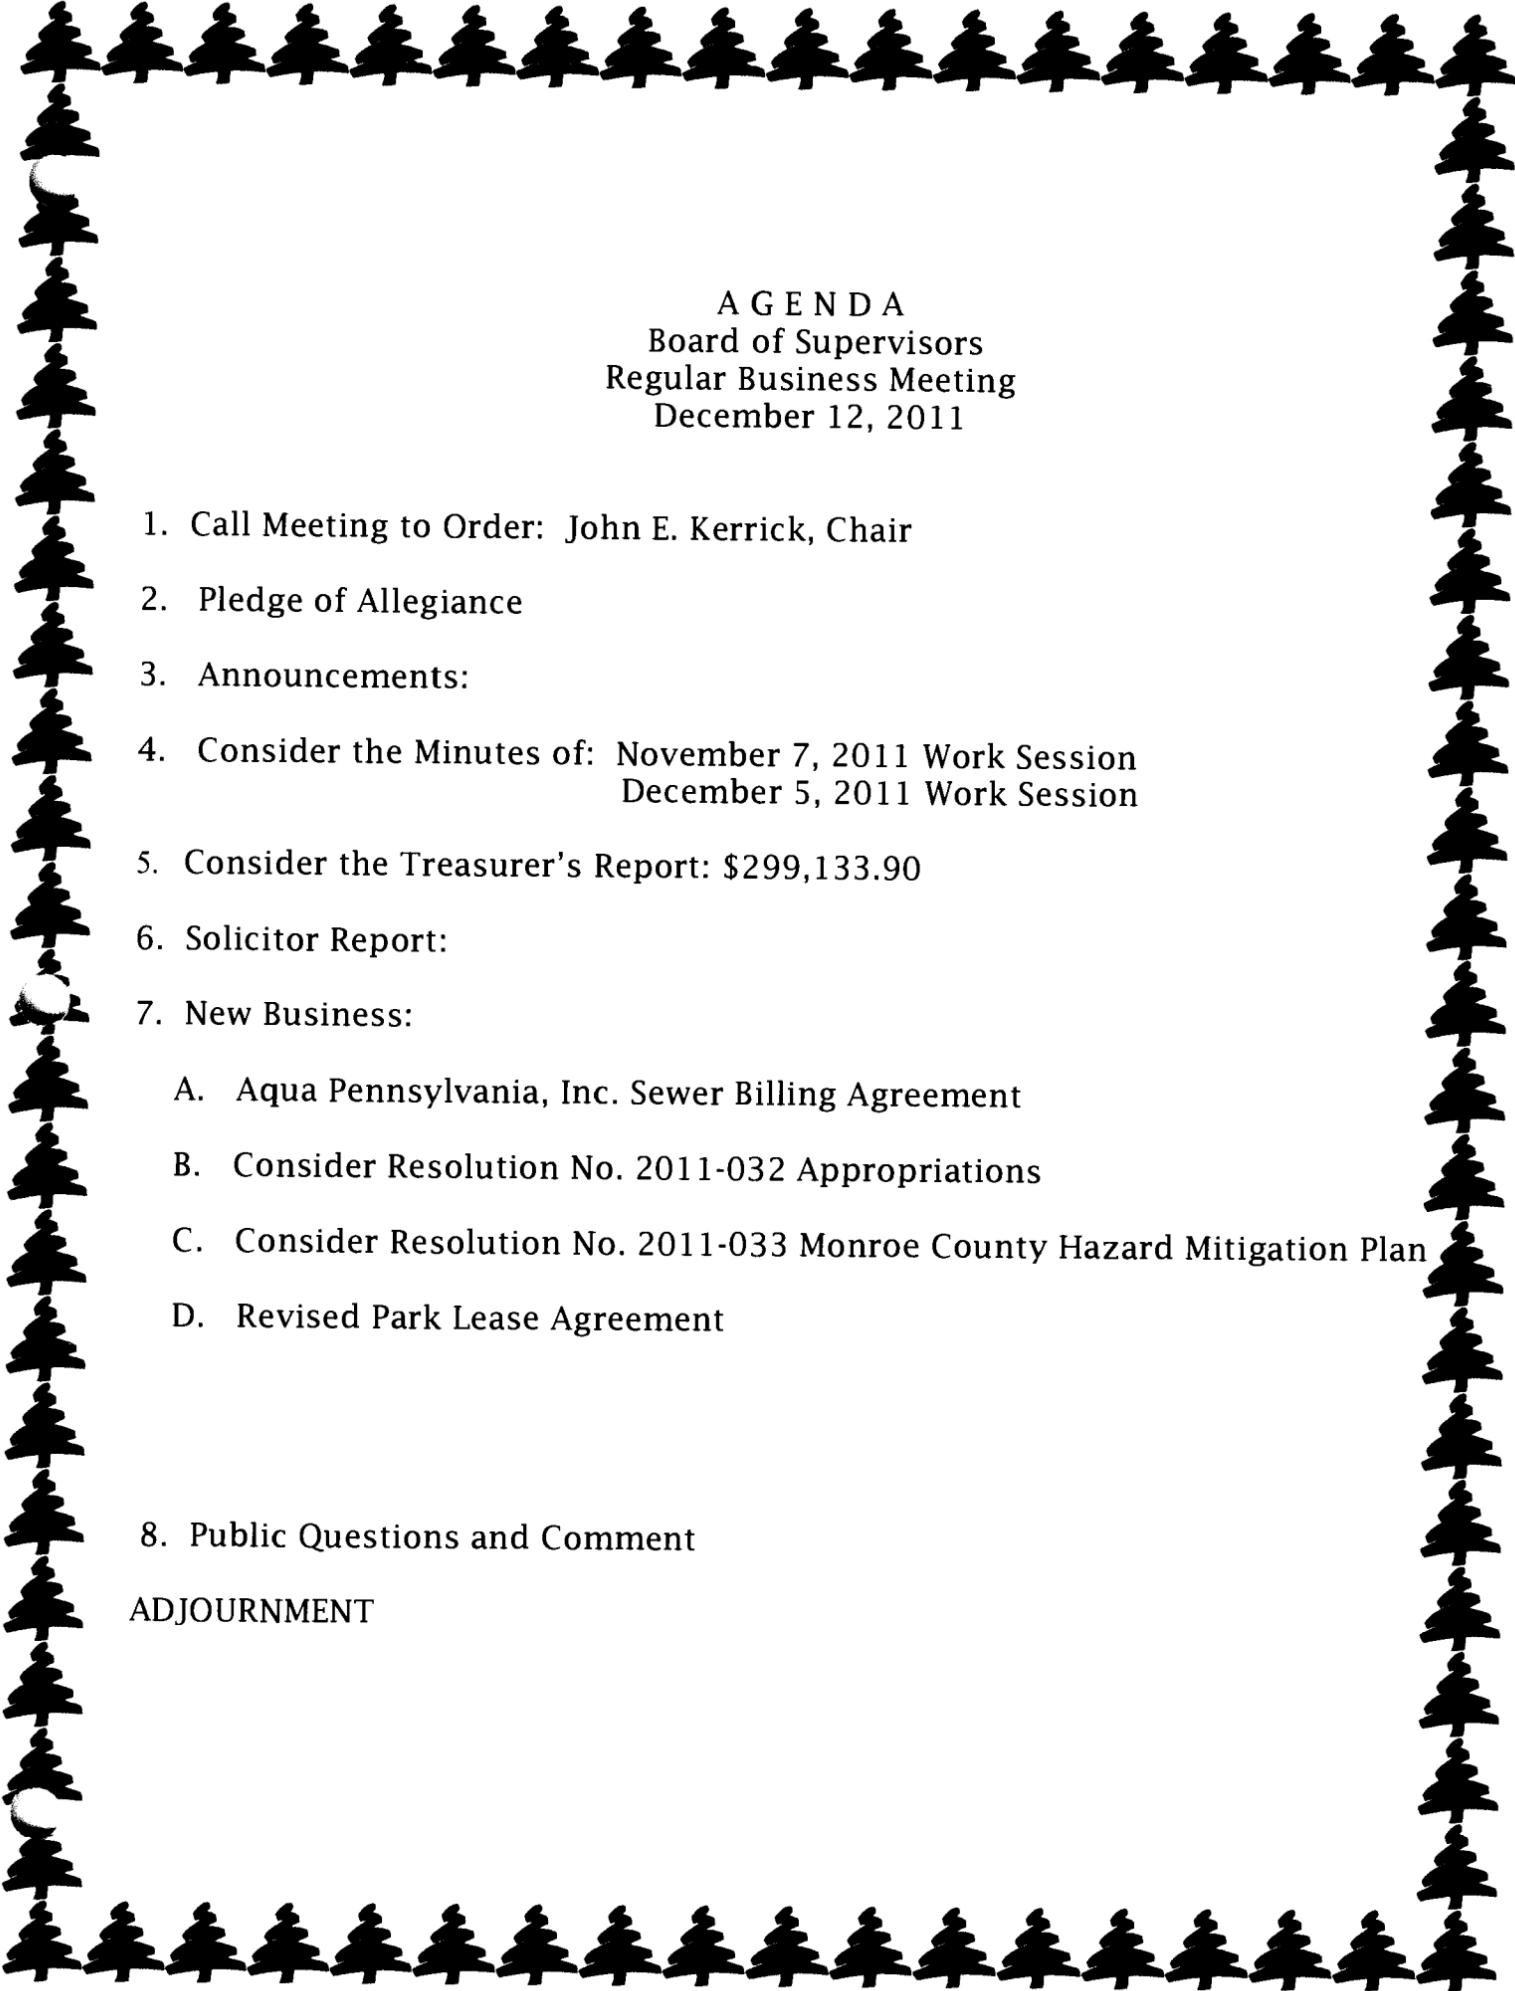 A G E N D A
Board of Supervisors
Regular Business Meeting
December 12, 2011
1. Call Meeting to Order: John E. Kerrick, Chair
2. Pledge of Allegiance
3. Announcements:
4. Consider the Minutes of: November 7, 2011 Work Session
December 5, 2011 Work Session
5. Consider the Treasurer's Report: $299,133.90
6. Solicitor Report:
7. New Business:
A. Aqua Pennsylvania, Inc. Sewer Billing Agreement
B. Consider Resolution No. 2011-032 Appropriations
C. Consider Resolution No. 2011-033 Monroe County Hazard Mitigation Plan
D. Revised Park Lease Agreement
8. Public Questions and Comment
ADJOURNMENT